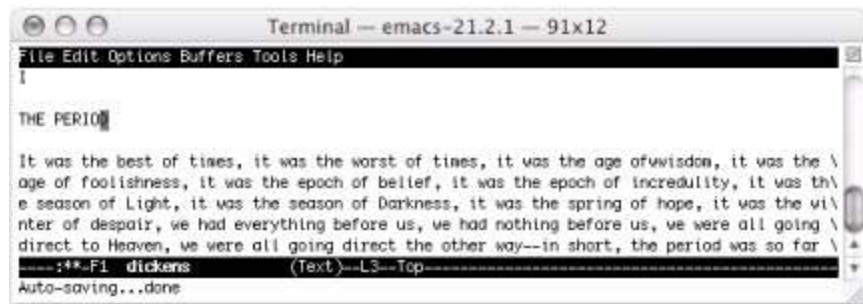 Terminal — emacs-21.2.1 — 91x12
File Edit Options Buffers Tools Help
I
THE PERIOD
It was the best of times, it was the worst of times, it was the age ofwwisdom, it was the \
age of foolishness, it was the epoch of belief, it was the epoch of incredulity, it was th\
e season of Light, it was the season of Darkness, it was the spring of hope, it was the wi\
nter of despair, we had everything before us, we had nothing before us, we were all going \
direct to Heaven, we were all going direct the other way--in short, the period was so far \
----:**-F1  dickens          (Text)--L3--Top-----------------------------------------------
Auto-saving...done